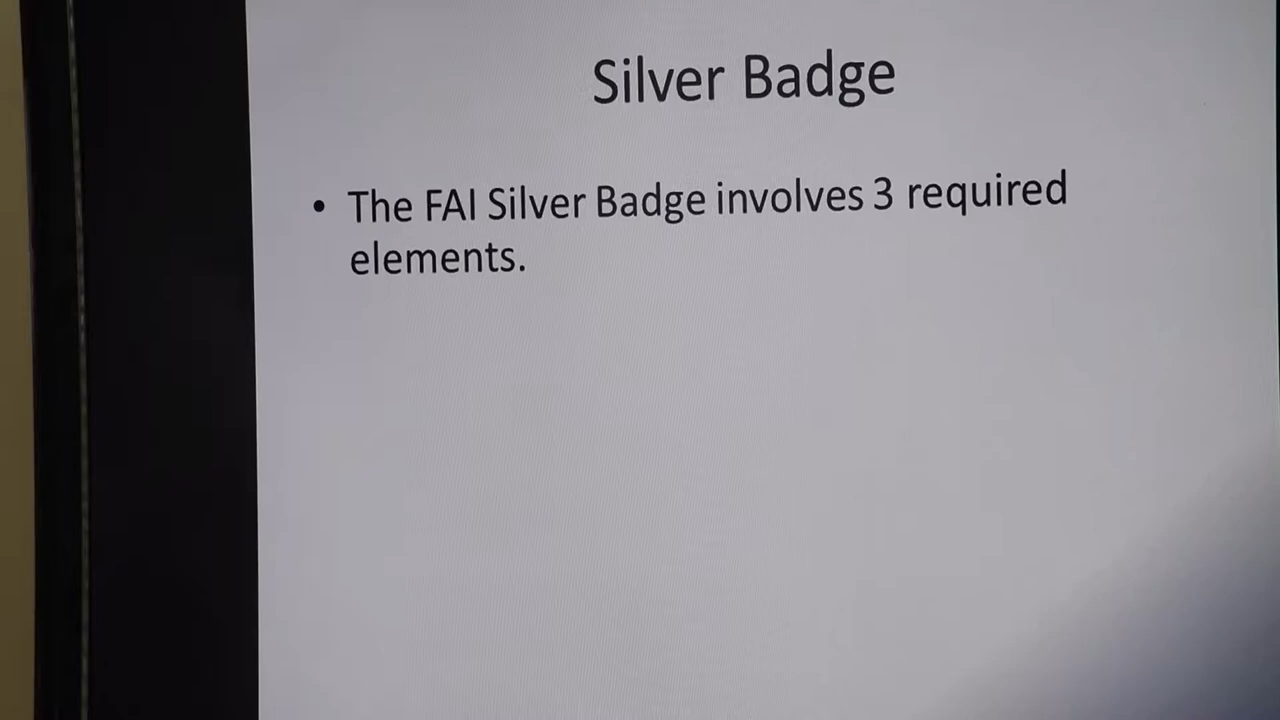 Silver Badge
• The FAI Silver Badge involves 3 required
elements.